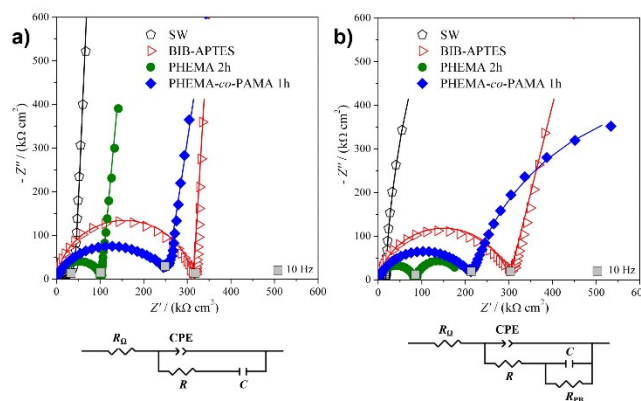 a)
SW
BIB-APTES
PHEMA 2h
PHEMA-co-PAMA 1h
- Z'' / (kΩ cm²)
600
500
400
300
200
100
0
10 Hz
0 100 200 300 400 500 600
Z' / (kΩ cm²)
RΩ
CPE
R
C
b)
SW
BIB-APTES
PHEMA 2h
PHEMA-co-PAMA 1h
- Z'' / (kΩ cm²)
600
500
400
300
200
100
0
10 Hz
0 100 200 300 400 500 600
Z' / (kΩ cm²)
RΩ
CPE
R
C
RPB